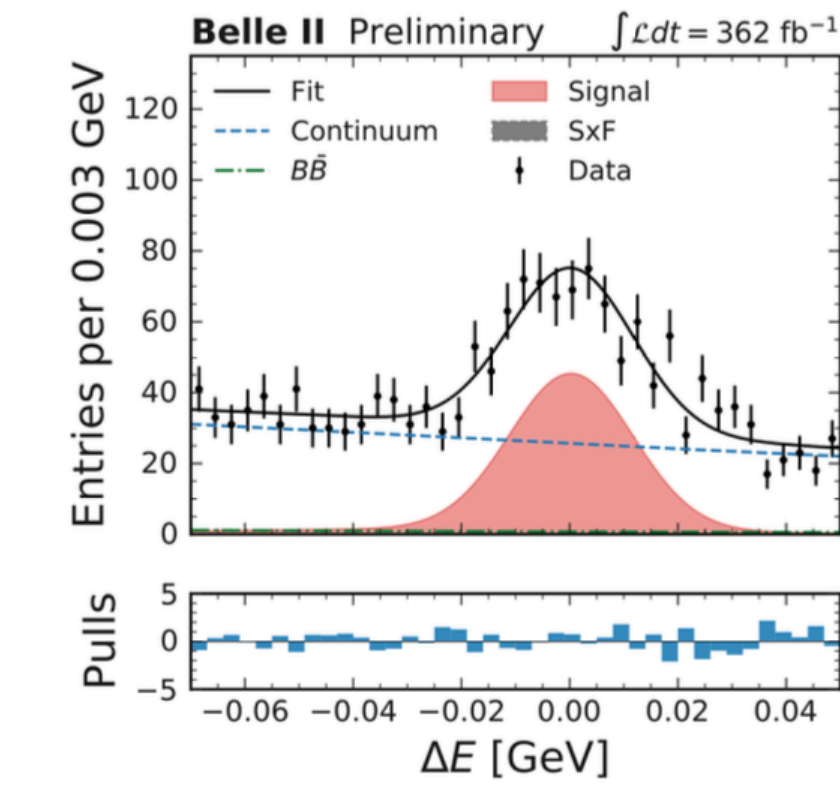 Belle II Preliminary ∫ℒdt = 362 fb⁻¹
Entries per 0.003 GeV
120
100
80
60
40
20
0
Fit
Continuum
BB̄
Signal
SxF
Data
Pulls
5
0
−5
−0.06 −0.04 −0.02 0.00 0.02 0.04
ΔE [GeV]